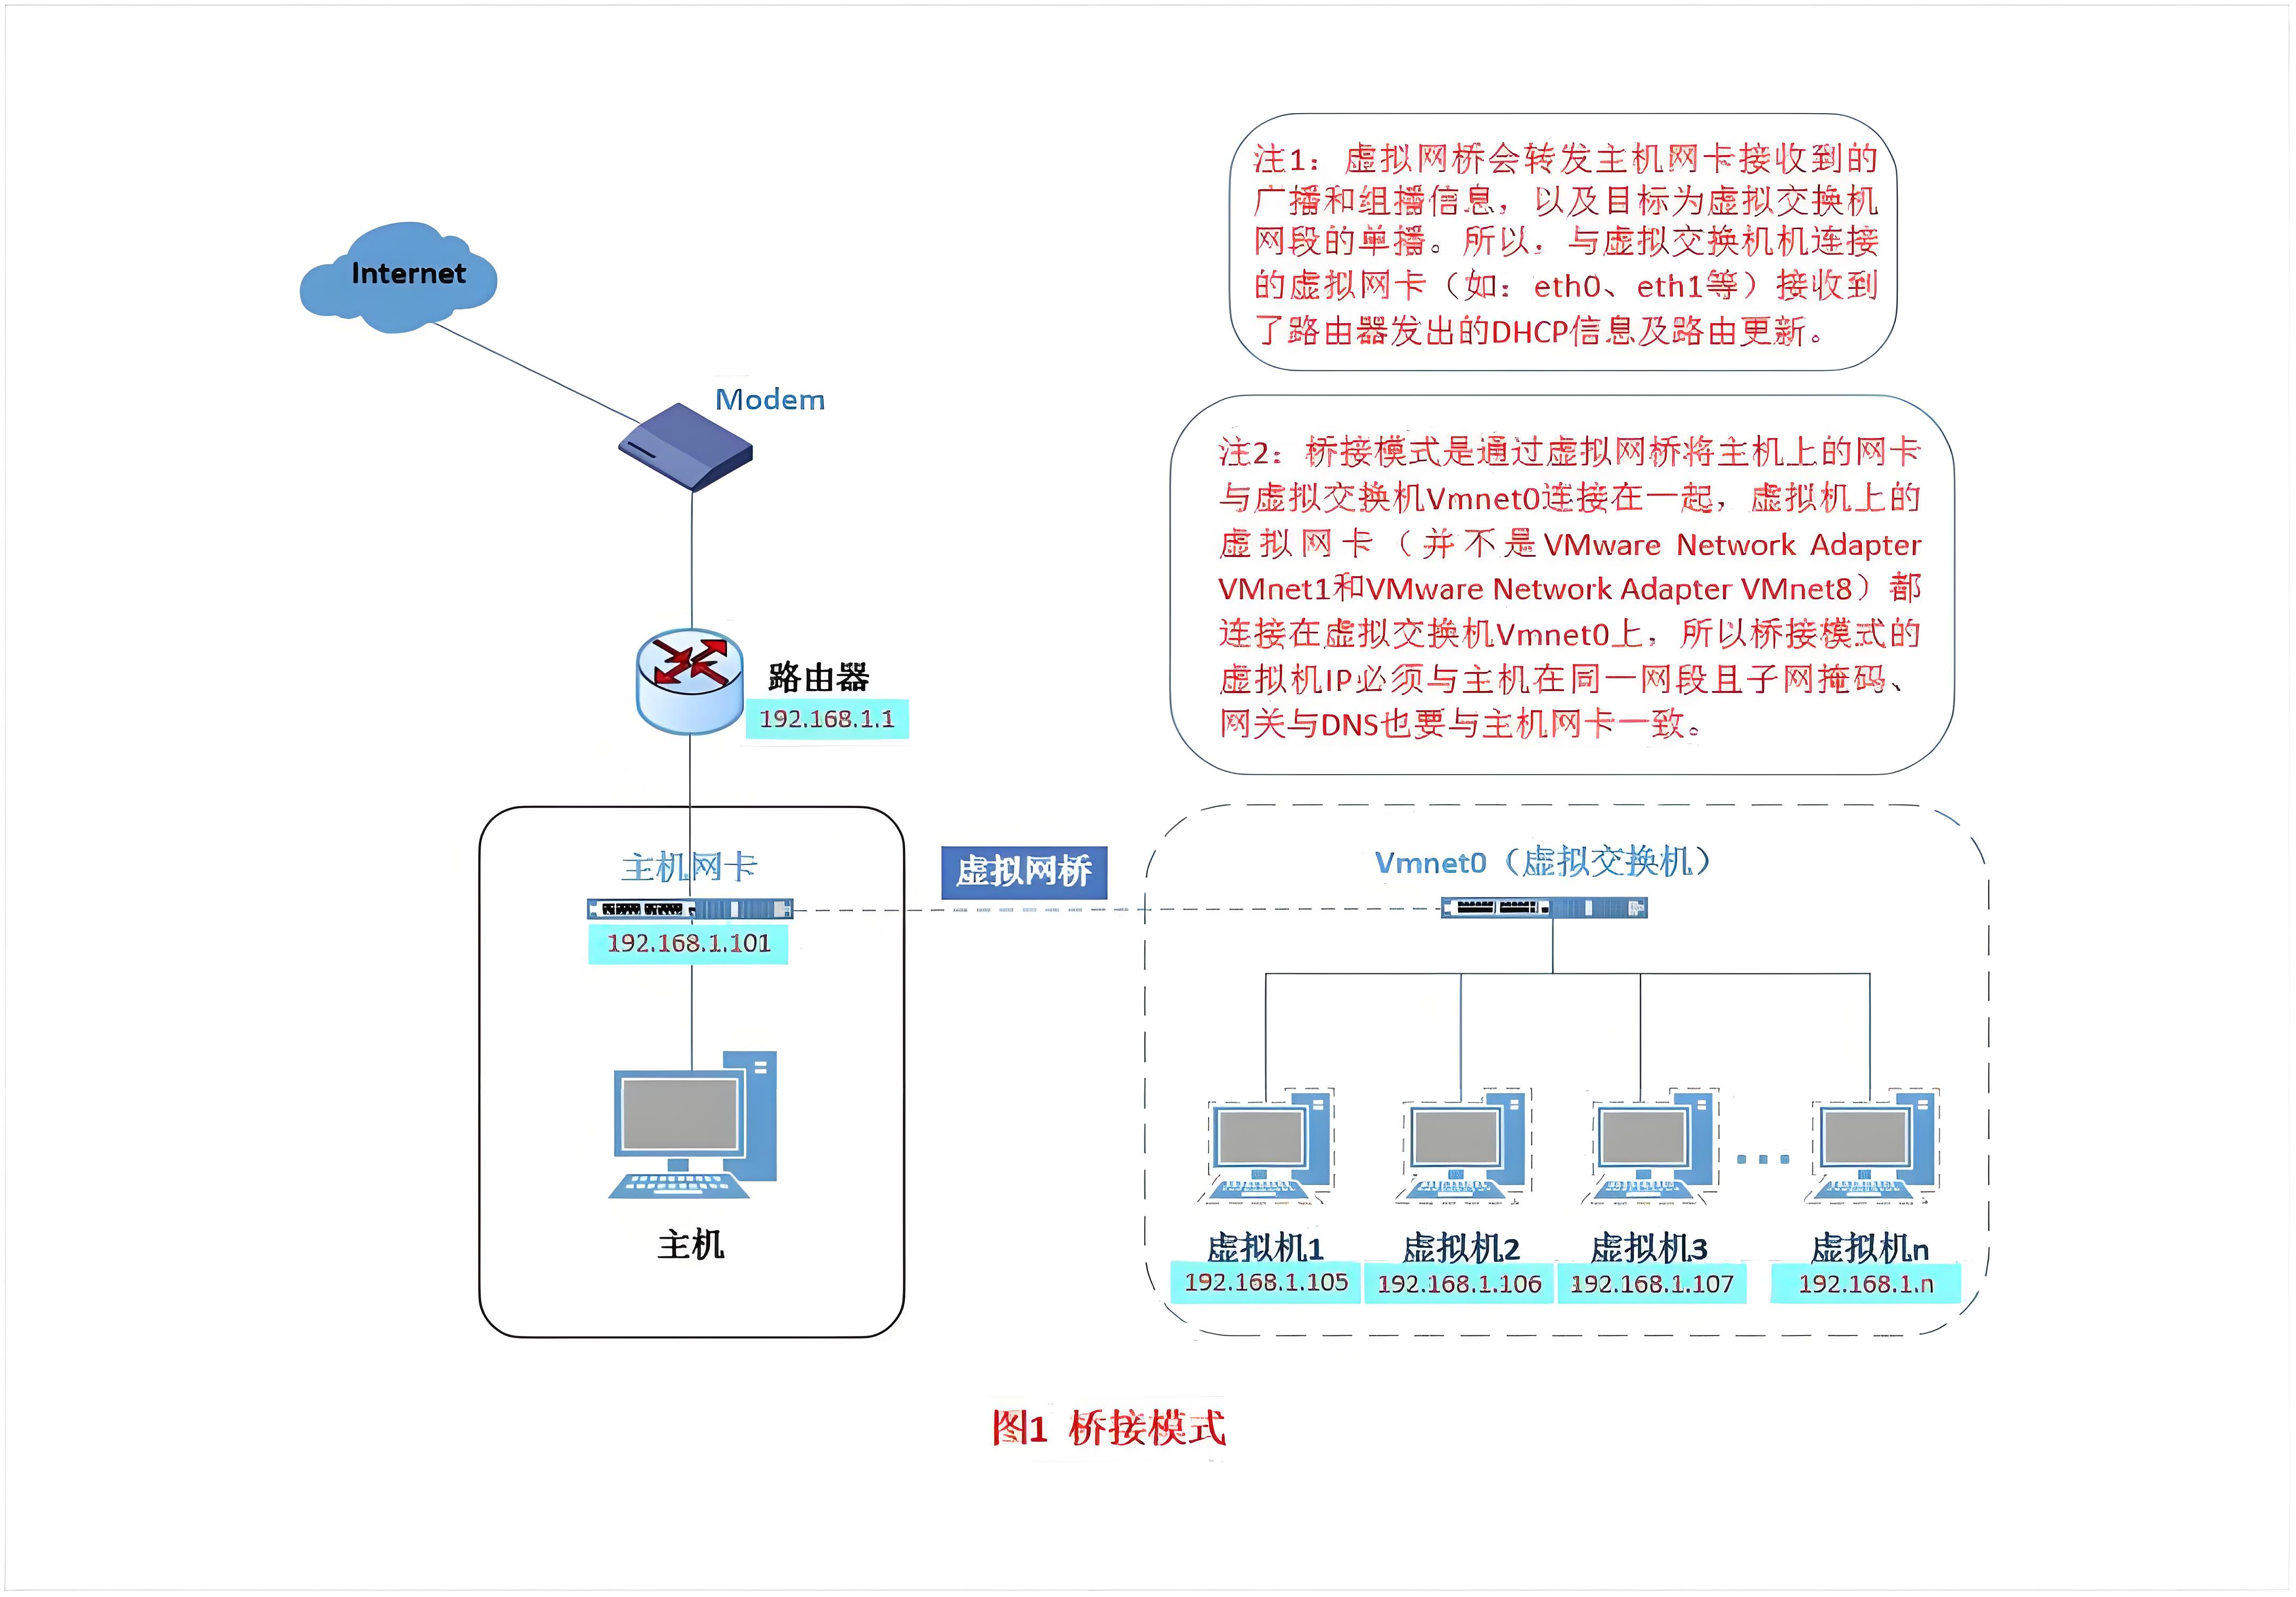 注1：虚拟网桥会转发主机网卡接收到的
广播和组播信息，以及目标为虚拟交换机
网段的单播。所以，与虚拟交换机机连接
的虚拟网卡（如：eth0、eth1等）接收到
了路由器发出的DHCP信息及路由更新。
Internet
Modem
注2：桥接模式是通过虚拟网桥将主机上的网卡
与虚拟交换机Vmnet0连接在一起，虚拟机上的
虚拟网卡（并不是VMware Network Adapter
VMnet1和VMware Network Adapter VMnet8）都
连接在虚拟交换机Vmnet0上，所以桥接模式的
虚拟机IP必须与主机在同一网段且子网掩码、
网关与DNS也要与主机网卡一致。
路由器
192.168.1.1
主机网卡
192.168.1.101
虚拟网桥
Vmnet0（虚拟交换机）
主机
虚拟机1
192.168.1.105
虚拟机2
192.168.1.106
虚拟机3
192.168.1.107
虚拟机n
192.168.1.n
图1 桥接模式